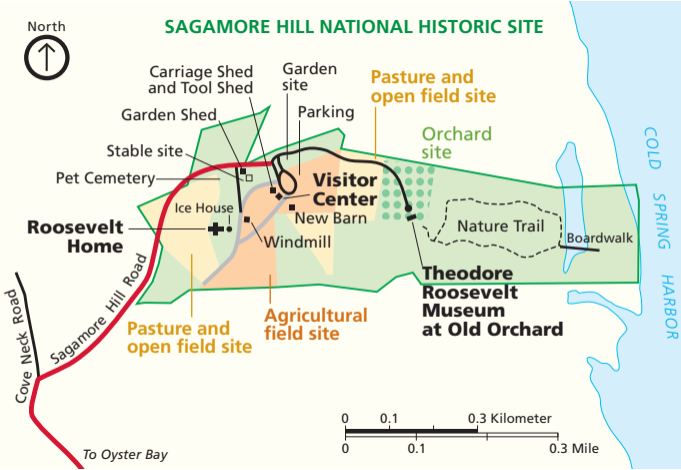 North
SAGAMORE HILL NATIONAL HISTORIC SITE
Carriage Shed
and Tool Shed
Garden
site
Pasture and
open field site
Garden Shed
Parking
Orchard
site
Stable site
Pet Cemetery
Visitor
Center
Ice House
New Barn
Roosevelt
Home
Windmill
Nature Trail
Boardwalk
COLD
SPRING
HARBOR
Theodore
Roosevelt
Museum
at Old Orchard
Agricultural
field site
Pasture and
open field site
Sagamore Hill Road
Cove Neck Road
To Oyster Bay
0 0.1 0.3 Kilometer
0 0.1 0.3 Mile